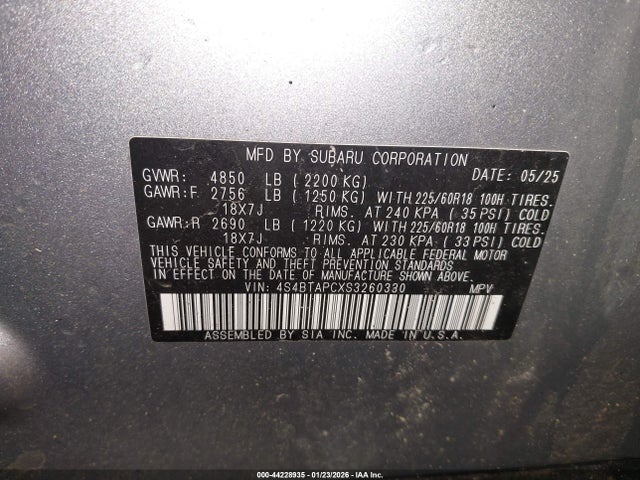 MFD BY SUBARU CORPORATION DATE: 05/25
GVWR: 4850 LB ( 2200 KG)
GAWR:F 2756 LB ( 1250 KG) WITH 225/60R18 100H TIRES.
18X7J RIMS. AT 240 KPA ( 35 PSI) COLD
GAWR:R 2690 LB ( 1220 KG) WITH 225/60R18 100H TIRES.
18X7J RIMS. AT 230 KPA ( 33 PSI) COLD
THIS VEHICLE CONFORMS TO ALL APPLICABLE FEDERAL MOTOR
VEHICLE SAFETY AND THEFT PREVENTION STANDARDS
IN EFFECT ON THE DATE OF MANUFACTURE SHOWN ABOVE.
VIN: 4S4BTAPCXS3260330 MPV
ASSEMBLED BY SIA INC. MADE IN U.S.A.
000-44228935 - 01/23/2026 - IAA Inc.